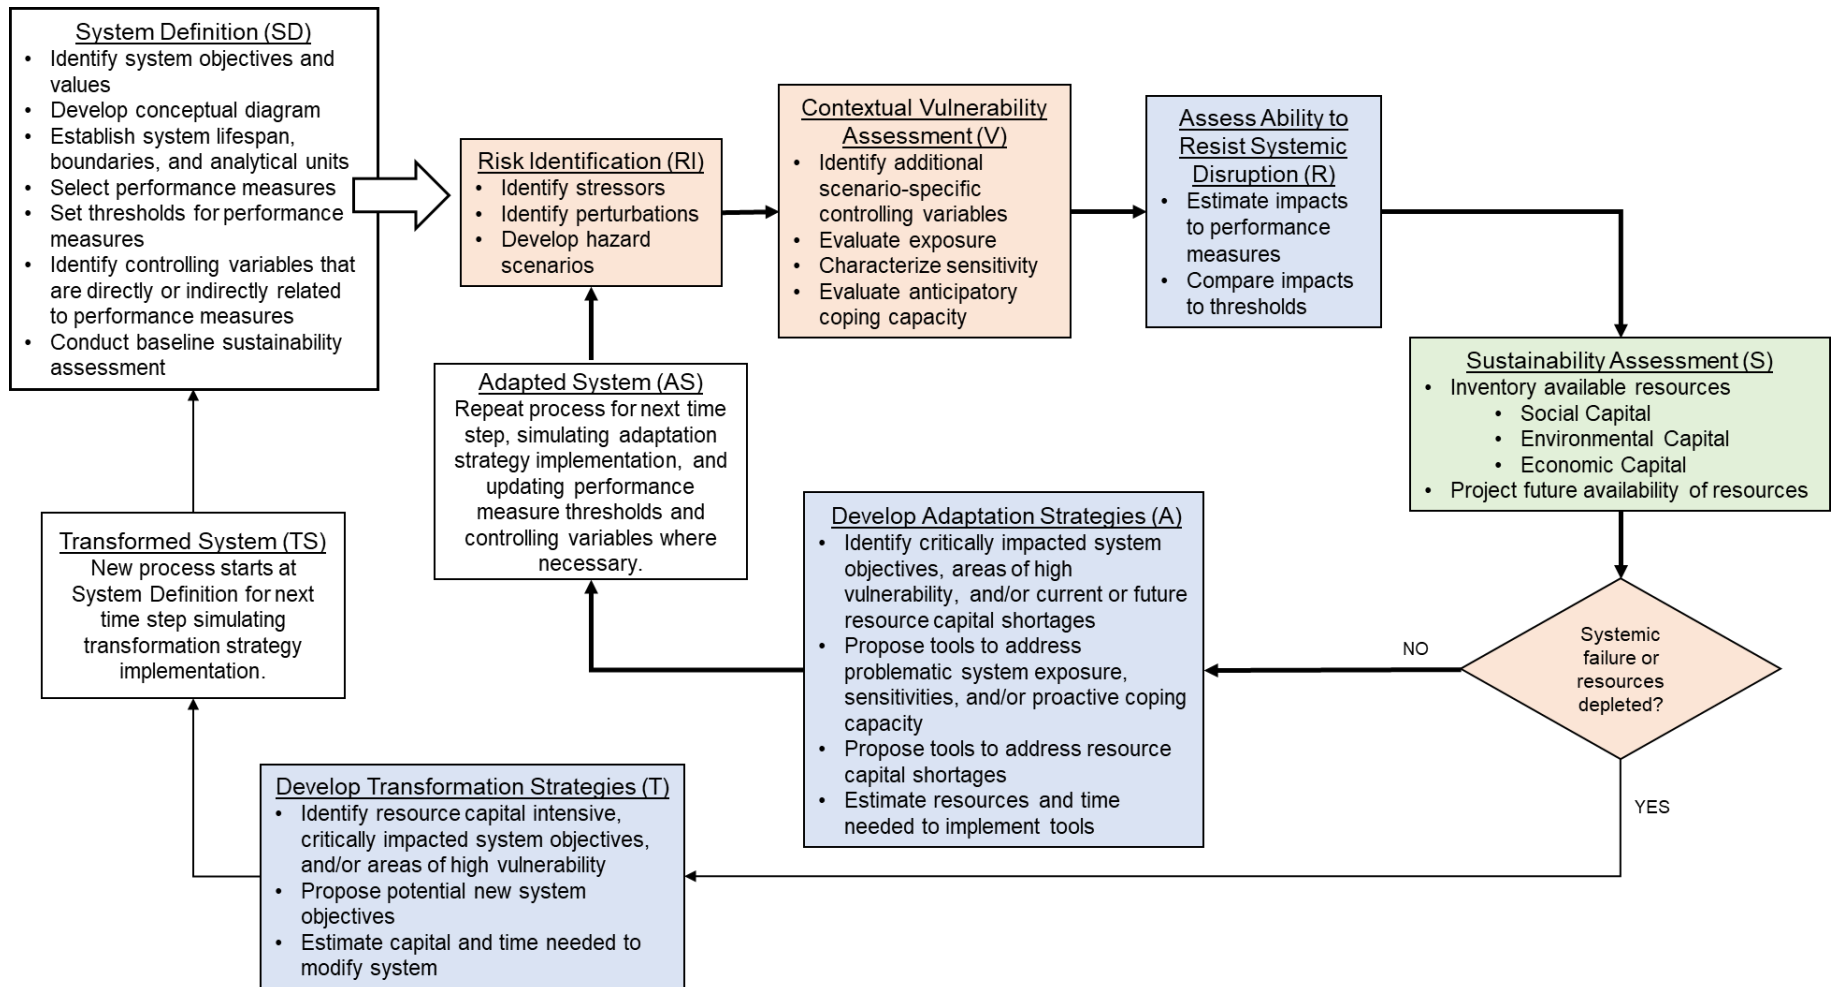 System Definition (SD)
• Identify system objectives and
values
• Develop conceptual diagram
• Establish system lifespan,
boundaries, and analytical units
• Select performance measures
• Set thresholds for performance
measures
• Identify controlling variables that
are directly or indirectly related
to performance measures
• Conduct baseline sustainability
assessment
Risk Identification (RI)
• Identify stressors
• Identify perturbations
• Develop hazard
scenarios
Contextual Vulnerability
Assessment (V)
• Identify additional
scenario-specific
controlling variables
• Evaluate exposure
• Characterize sensitivity
• Evaluate anticipatory
coping capacity
Assess Ability to
Resist Systemic
Disruption (R)
• Estimate impacts
to performance
measures
• Compare impacts
to thresholds
Sustainability Assessment (S)
• Inventory available resources
• Social Capital
• Environmental Capital
• Economic Capital
• Project future availability of resources
Systemic
failure or
resources
depleted?
NO
YES
Develop Adaptation Strategies (A)
• Identify critically impacted system
objectives, areas of high
vulnerability, and/or current or future
resource capital shortages
• Propose tools to address
problematic system exposure,
sensitivities, and/or proactive coping
capacity
• Propose tools to address resource
capital shortages
• Estimate resources and time
needed to implement tools
Adapted System (AS)
Repeat process for next time
step, simulating adaptation
strategy implementation, and
updating performance
measure thresholds and
controlling variables where
necessary.
Develop Transformation Strategies (T)
• Identify resource capital intensive,
critically impacted system objectives,
and/or areas of high vulnerability
• Propose potential new system
objectives
• Estimate capital and time needed to
modify system
Transformed System (TS)
New process starts at
System Definition for next
time step simulating
transformation strategy
implementation.